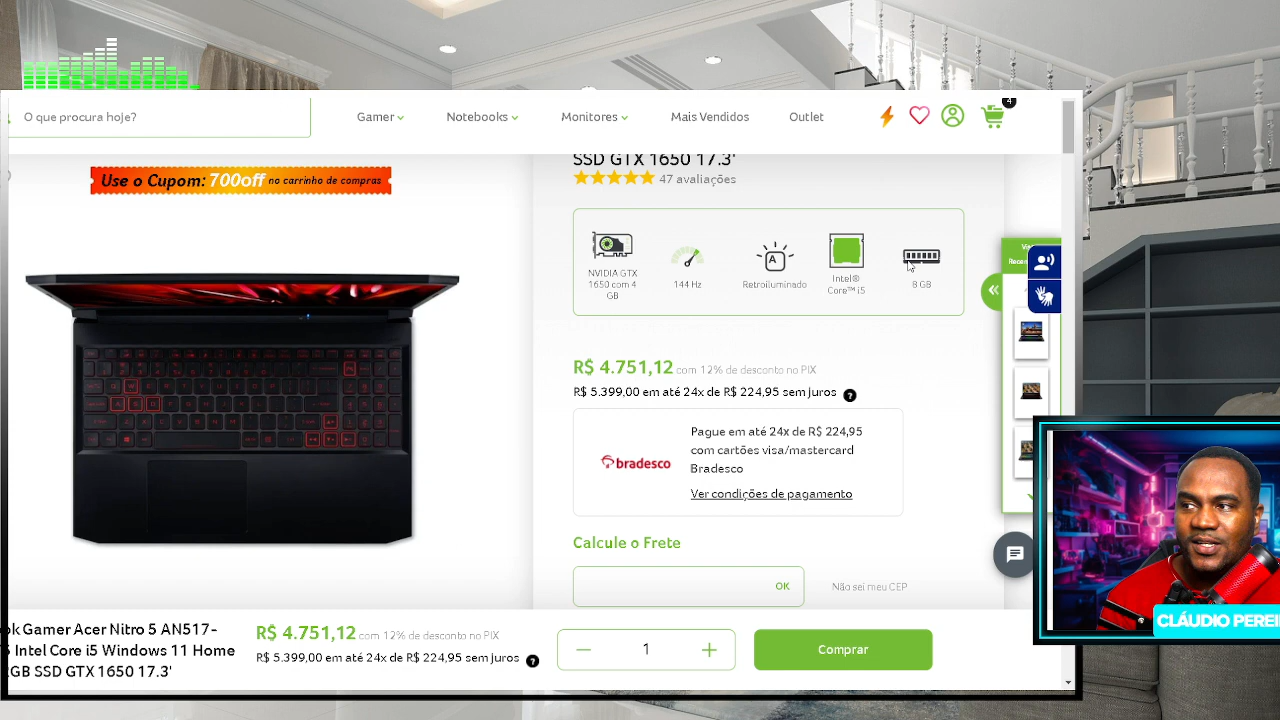 O que procura hoje?
Gamer
Notebooks
Monitores
Mais Vendidos
Outlet
4
Use o Cupom: 700off no carrinho de compras
SSD GTX 1650 17.3'
47 avaliações
NVIDIA GTX
1650 com 4
GB
144 Hz
A
Retroiluminado
Intel®
Core™ i5
8 GB
R$ 4.751,12 com 12% de desconto no PIX
R$ 5.399,00 em até 24x de R$ 224,95 sem juros ?
bradesco
Pague em até 24x de R$ 224,95
com cartões visa/mastercard
Bradesco
Ver condições de pagamento
Calcule o Frete
OK
Não sei meu CEP
ok Gamer Acer Nitro 5 AN517-
Intel Core i5 Windows 11 Home
GB SSD GTX 1650 17.3'
R$ 4.751,12 com 12% de desconto no PIX
R$ 5.399,00 em até 24x de R$ 224,95 sem juros ?
1
Comprar
CLÁUDIO PEREI